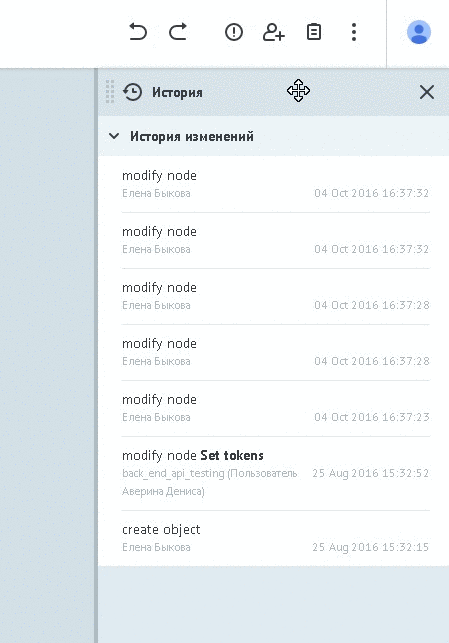 История
История изменений
modify node
Елена Быкова 04 Oct 2016 16:37:32
modify node
Елена Быкова 04 Oct 2016 16:37:32
modify node
Елена Быкова 04 Oct 2016 16:37:28
modify node
Елена Быкова 04 Oct 2016 16:37:28
modify node
Елена Быкова 04 Oct 2016 16:37:23
modify node Set tokens
back_end_api_testing (Пользователь 25 Aug 2016 15:32:52
Аверина Дениса)
create object
Елена Быкова 25 Aug 2016 15:32:15